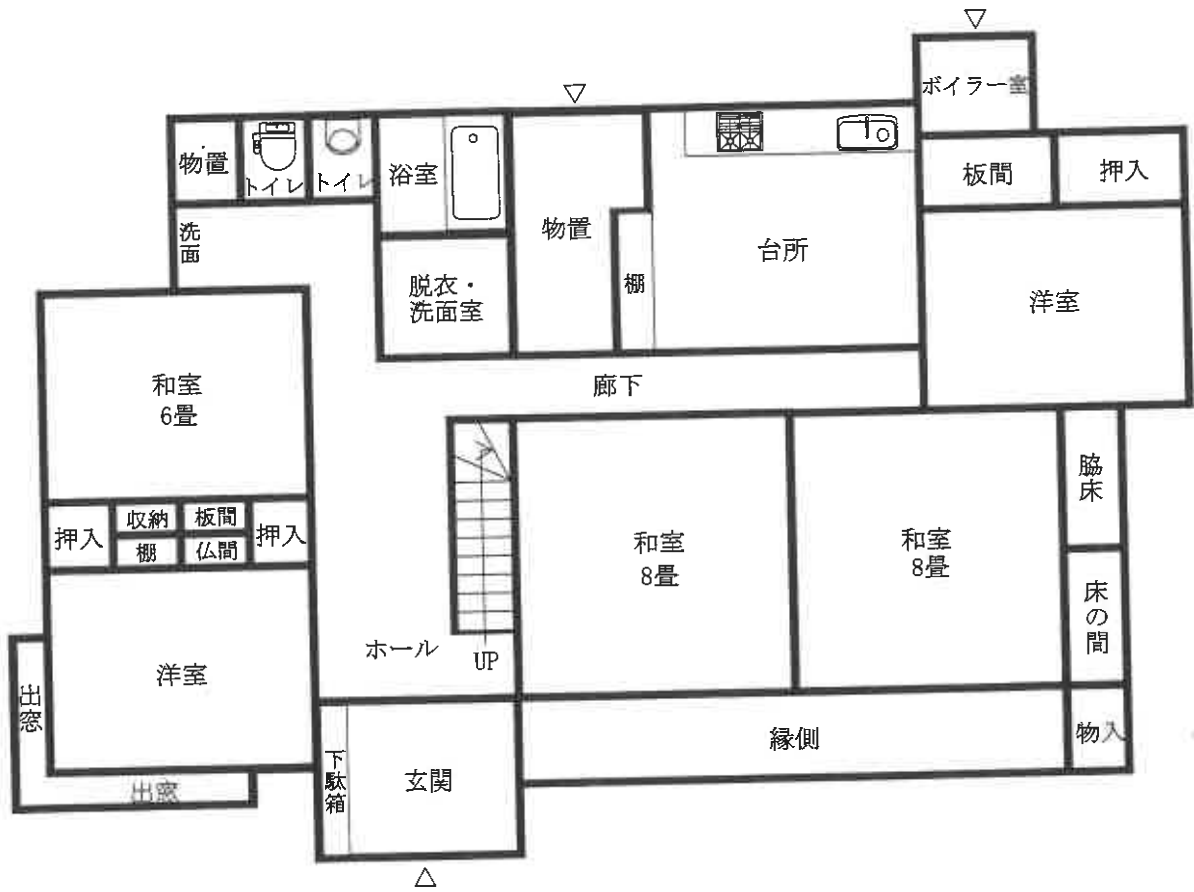 ボイラー室
物置
トイレ
トイレ
浴室
物置
台所
板間
押入
洗面
棚
脱衣・
洗面室
洋室
和室
6畳
廊下
押入
収納
板間
押入
棚
仏間
和室
8畳
和室
8畳
脇床
床の間
ホール
UP
洋室
出窓
出窓
下駄箱
玄関
縁側
物入